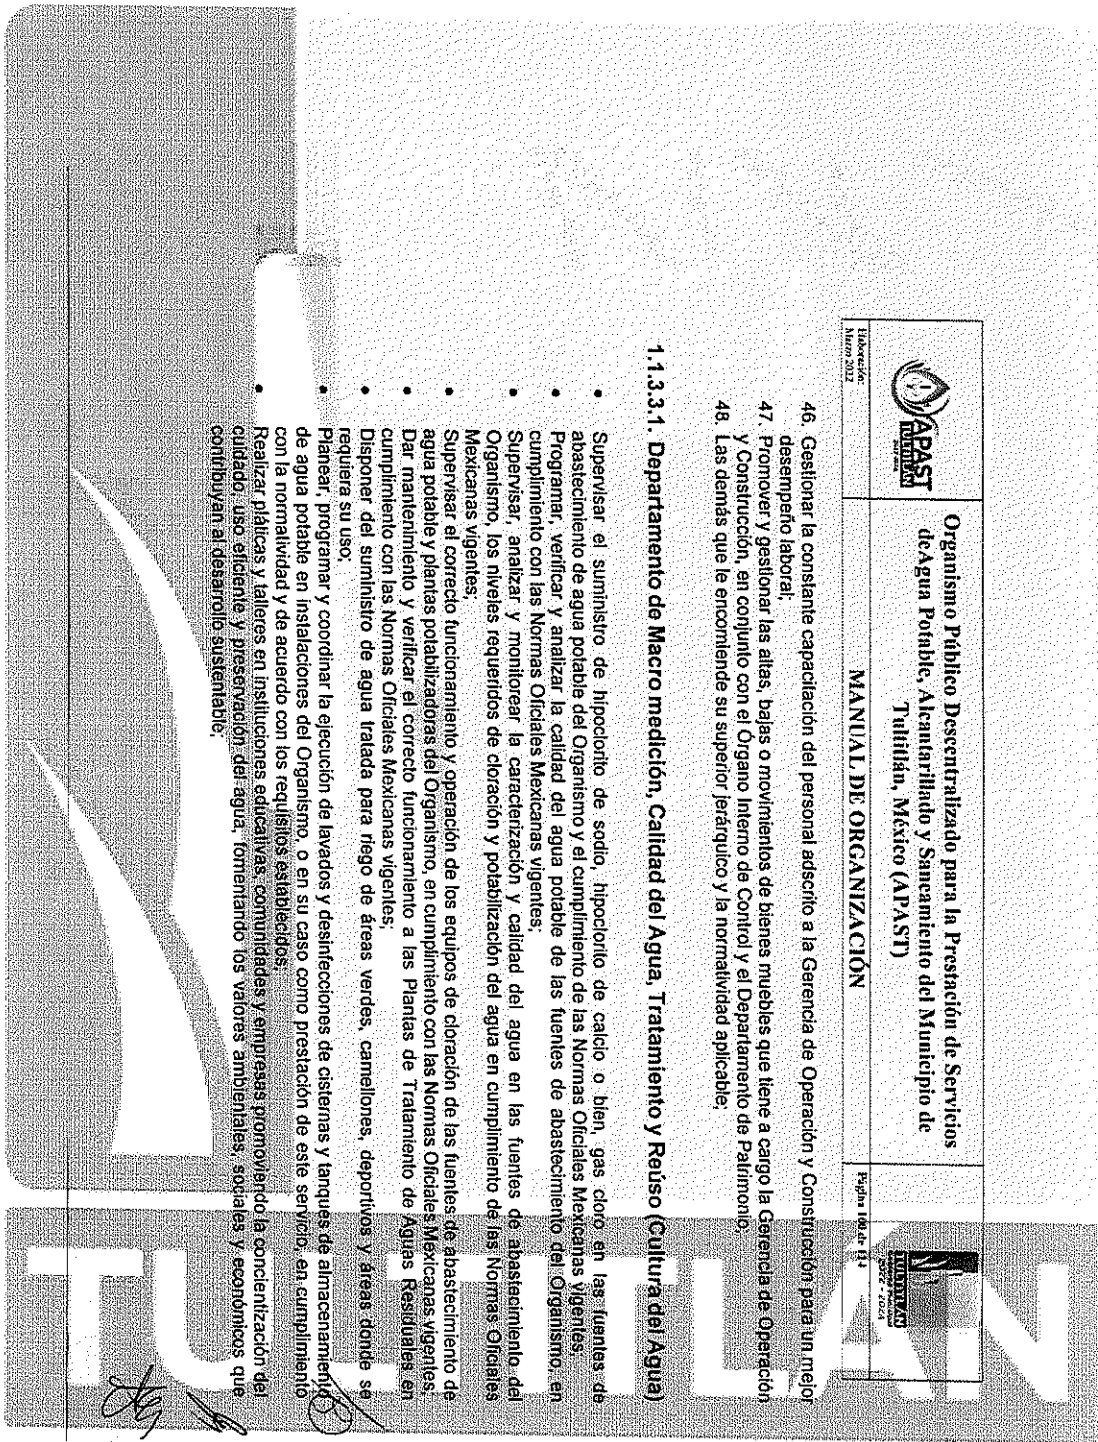 APAST
TULTITLÁN
Organismo Público Descentralizado para la Prestación de Servicios
deAgua Potable, Alcantarillado y Saneamiento del Municipio de
Tultitlán, México (APAST)
TULTITLÁN
2022 - 2024
Elaboración:
Marzo 2022
MANUAL DE ORGANIZACIÓN
Página 100 de
46. Gestionar la constante capacitación del personal adscrito a la Gerencia de Operación y Construcción para un mejor
desempeño laboral;
47. Promover y gestionar las altas, bajas o movimientos de bienes muebles que tiene a cargo la Gerencia de Operación
y Construcción, en conjunto con el Órgano Interno de Control y el Departamento de Patrimonio;
48. Las demás que le encomiende su superior jerárquico y la normatividad aplicable;
1.1.3.3.1. Departamento de Macro medición, Calidad del Agua, Tratamiento y Reúso (Cultura del Agua)
• Supervisar el suministro de hipoclorito de sodio, hipoclorito de calcio o bien, gas cloro en las fuentes de
abastecimiento de agua potable del Organismo y el cumplimiento de las Normas Oficiales Mexicanas vigentes;
• Programar, verificar y analizar la calidad del agua potable de las fuentes de abastecimiento del Organismo, en
cumplimiento con las Normas Oficiales Mexicanas vigentes;
• Supervisar, analizar y monitorear la caracterización y calidad del agua en las fuentes de abastecimiento del
Organismo, los niveles requeridos de cloración y potabilización del agua en cumplimiento de las Normas Oficiales
Mexicanas vigentes;
• Supervisar el correcto funcionamiento y operación de los equipos de cloración de las fuentes de abastecimiento de
agua potable y plantas potabilizadoras del Organismo, en cumplimiento con las Normas Oficiales Mexicanas vigentes;
• Dar mantenimiento y verificar el correcto funcionamiento a las Plantas de Tratamiento de Aguas Residuales en
cumplimiento con las Normas Oficiales Mexicanas vigentes;
• Disponer del suministro de agua tratada para riego de áreas verdes, camellones, deportivos y áreas donde se
requiera su uso;
• Planear, programar y coordinar la ejecución de lavados y desinfecciones de cisternas y tanques de almacenamiento
de agua potable en instalaciones del Organismo, o en su caso como prestación de este servicio, en cumplimiento
con la normatividad y de acuerdo con los requisitos establecidos;
• Realizar pláticas y talleres en instituciones educativas, comunidades y empresas promoviendo la concientización del
cuidado, uso eficiente y preservación del agua, fomentando los valores ambientales, sociales y económicos que
contribuyan al desarrollo sustentable;
TULTITLÁN